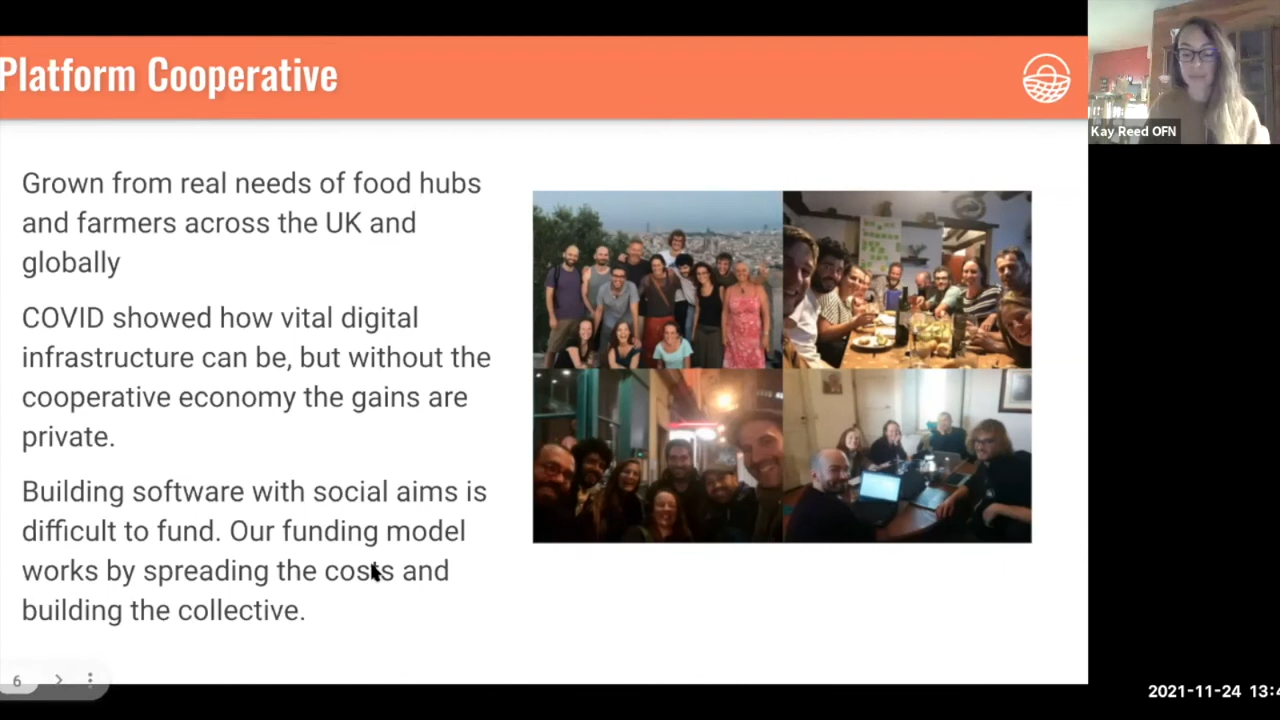 Platform Cooperative
Kay Reed OFN
Grown from real needs of food hubs
and farmers across the UK and
globally
COVID showed how vital digital
infrastructure can be, but without the
cooperative economy the gains are
private.
Building software with social aims is
difficult to fund. Our funding model
works by spreading the costs and
building the collective.
6
2021-11-24 13:4